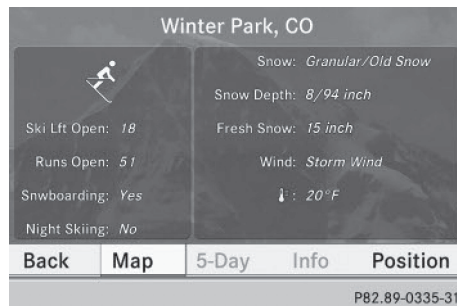 Winter Park, CO
Ski Lft Open: 18
Runs Open: 51
Snwboarding: Yes
Night Skiing: No
Snow: Granular/Old Snow
Snow Depth: 8/94 inch
Fresh Snow: 15 inch
Wind: Storm Wind
: 20°F
Back Map 5-Day Info Position
P82.89-0335-31